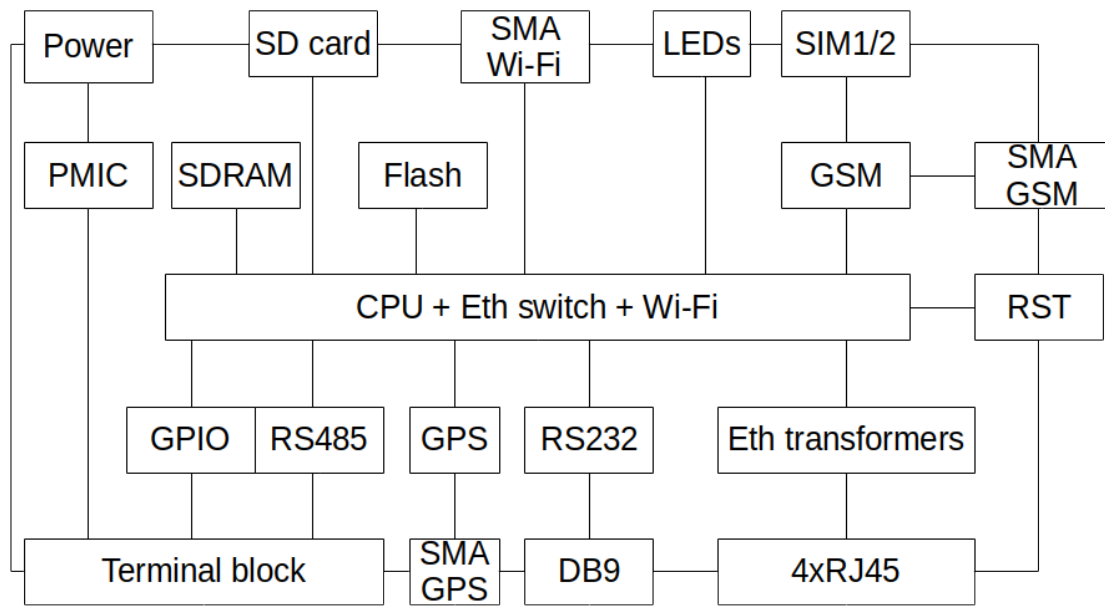 Power
SD card
SMA
Wi-Fi
LEDs
SIM1/2
PMIC
SDRAM
Flash
GSM
SMA
GSM
CPU + Eth switch + Wi-Fi
RST
GPIO
RS485
GPS
RS232
Eth transformers
Terminal block
SMA
GPS
DB9
4xRJ45